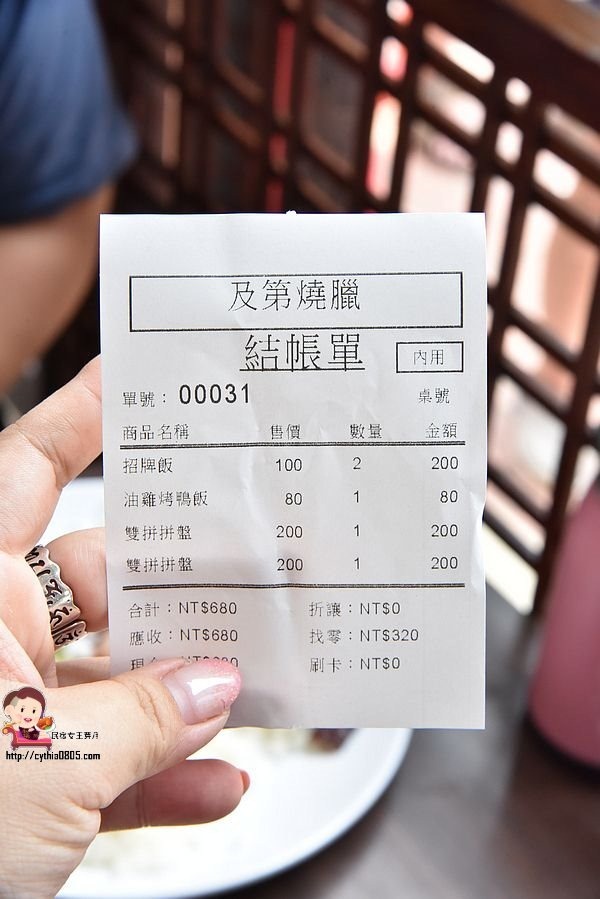 及第燒臘
結帳單 內用
單號：00031 桌號
商品名稱 售價 數量 金額
招牌飯 100 2 200
油雞烤鴨飯 80 1 80
雙拼拼盤 200 1 200
雙拼拼盤 200 1 200
合計：NT$680 折讓：NT$0
應收：NT$680 找零：NT$320
刷卡：NT$0
http://cythia0805.com